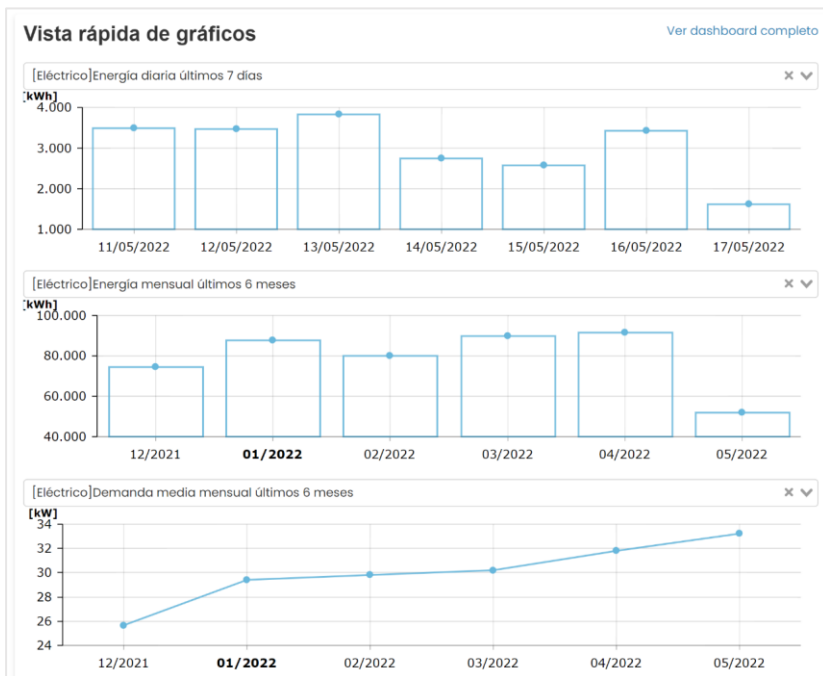 Vista rápida de gráficos
Ver dashboard completo
[Eléctrico]Energía diaria últimos 7 días
[kWh]
4.000
3.000
2.000
1.000
11/05/2022 12/05/2022 13/05/2022 14/05/2022 15/05/2022 16/05/2022 17/05/2022
[Eléctrico]Energía mensual últimos 6 meses
[kWh]
100.000
80.000
60.000
40.000
12/2021 01/2022 02/2022 03/2022 04/2022 05/2022
[Eléctrico]Demanda media mensual últimos 6 meses
[kW]
34
32
30
28
26
24
12/2021 01/2022 02/2022 03/2022 04/2022 05/2022